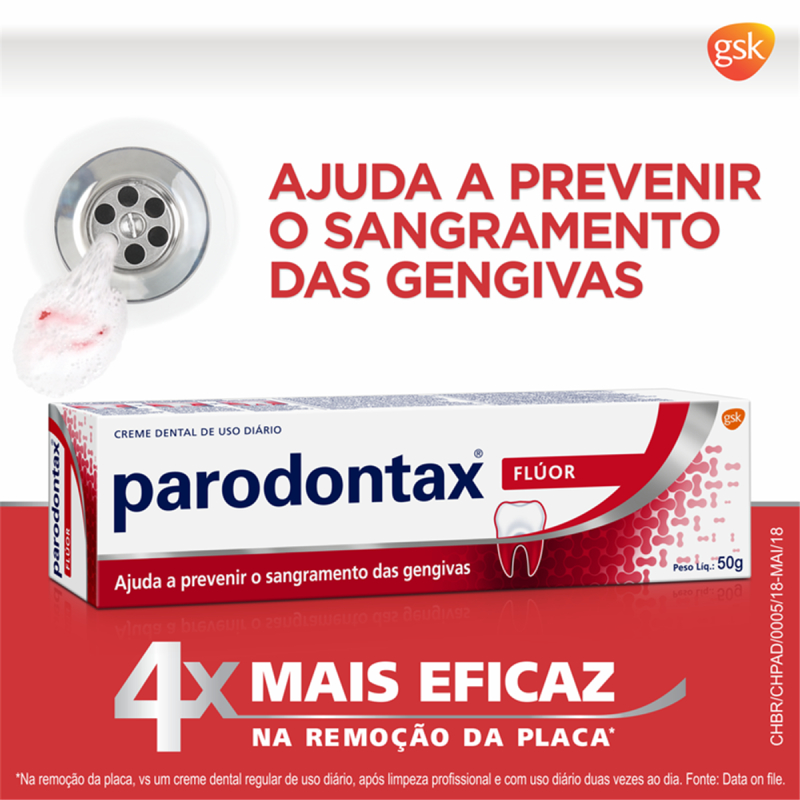 gsk
AJUDA A PREVENIR
O SANGRAMENTO
DAS GENGIVAS
CREME DENTAL DE USO DIÁRIO
parodontax®
FLÚOR
gsk
parodontax
FLÚOR
Ajuda a prevenir o sangramento das gengivas
Peso Líq.: 50g
CHBR/CHPAD/0005/18-MAI/18
4x MAIS EFICAZ
NA REMOÇÃO DA PLACA*
*Na remoção da placa, vs um creme dental regular de uso diário, após limpeza profissional e com uso diário duas vezes ao dia. Fonte: Data on file.